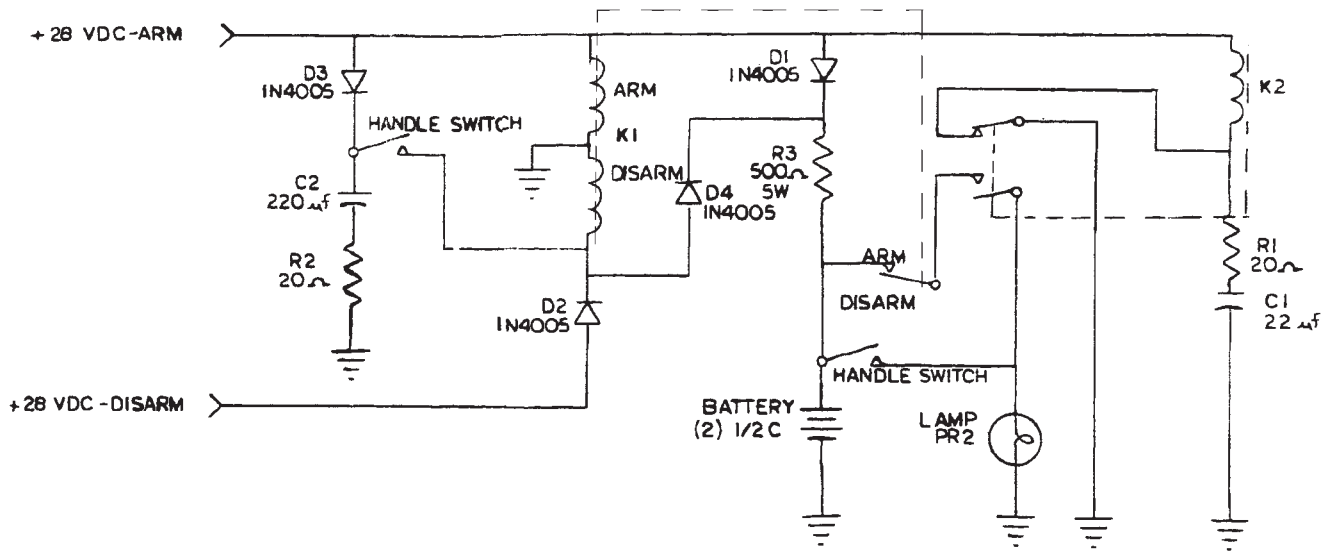 +28 VDC-ARM
D3
1N4005
HANDLE SWITCH
C2
220 µf
R2
20Ω
ARM
K1
DISARM
D4
1N4005
D2
1N4005
+28 VDC-DISARM
D1
1N4005
R3
500Ω
5W
ARM
DISARM
HANDLE SWITCH
BATTERY
(2) 1/2 C
LAMP
PR2
K2
R1
20Ω
C1
22 µf